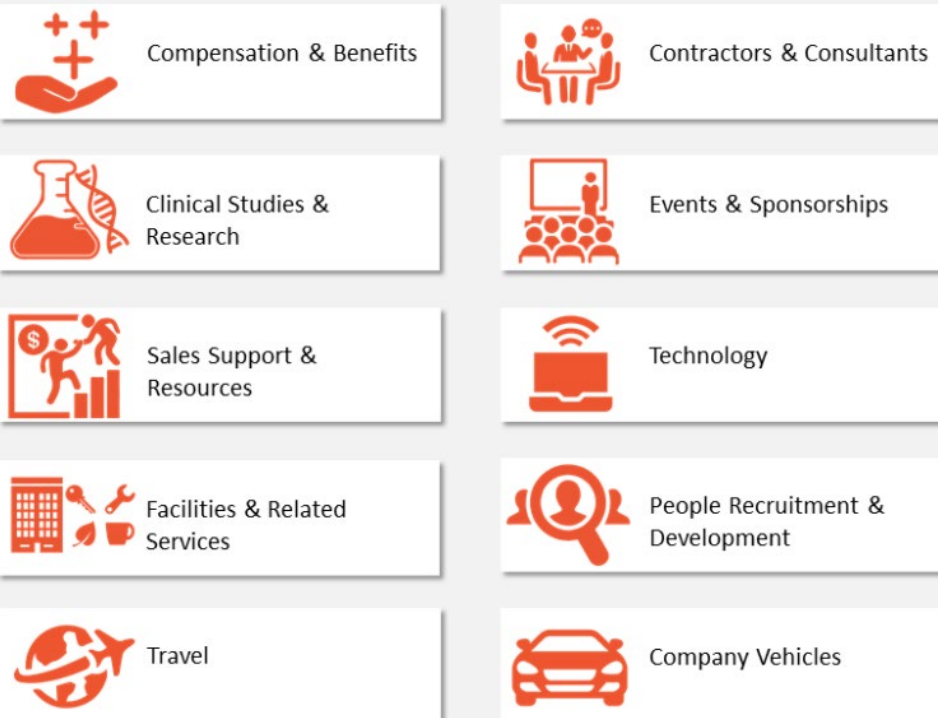 Compensation & Benefits
Contractors & Consultants
Clinical Studies &
Research
Events & Sponsorships
$
Sales Support &
Resources
Technology
Facilities & Related
Services
People Recruitment &
Development
Travel
Company Vehicles